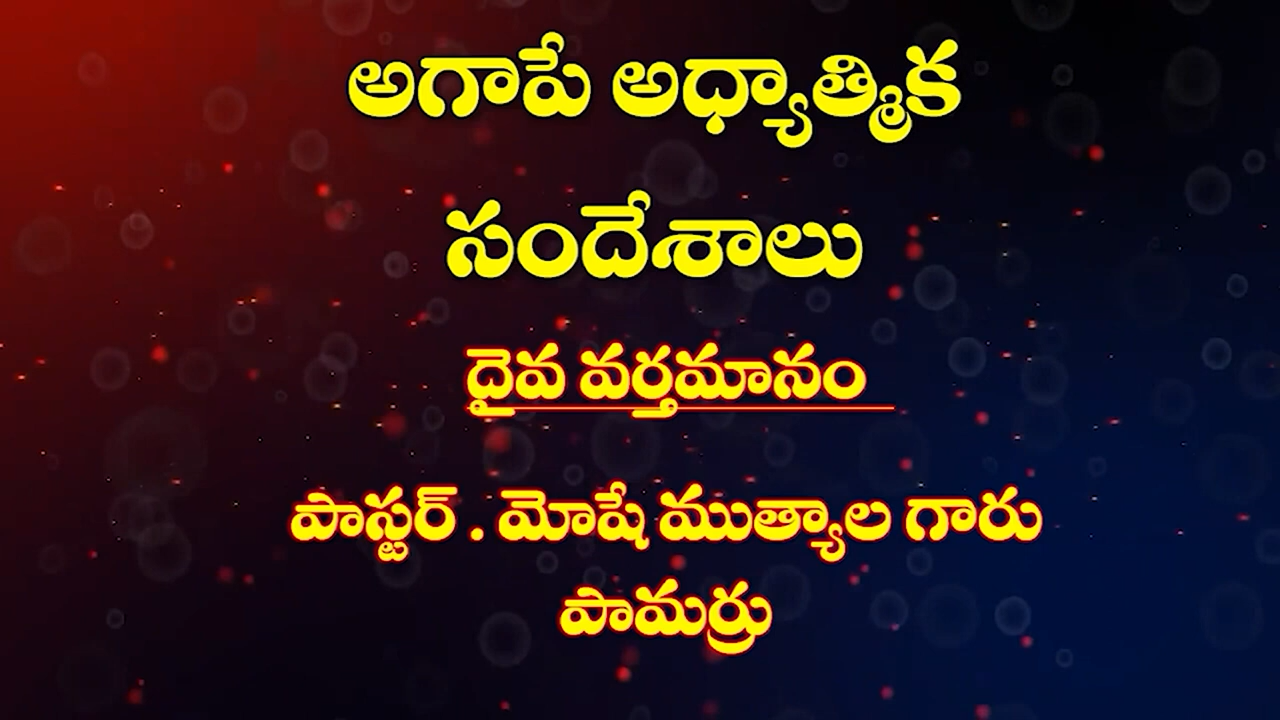 అగాపే అధ్యాత్మిక
సందేశాలు
దైవ వర్తమానం
పాస్టర్ . మోషే ముత్యాల గారు
పామర్రు